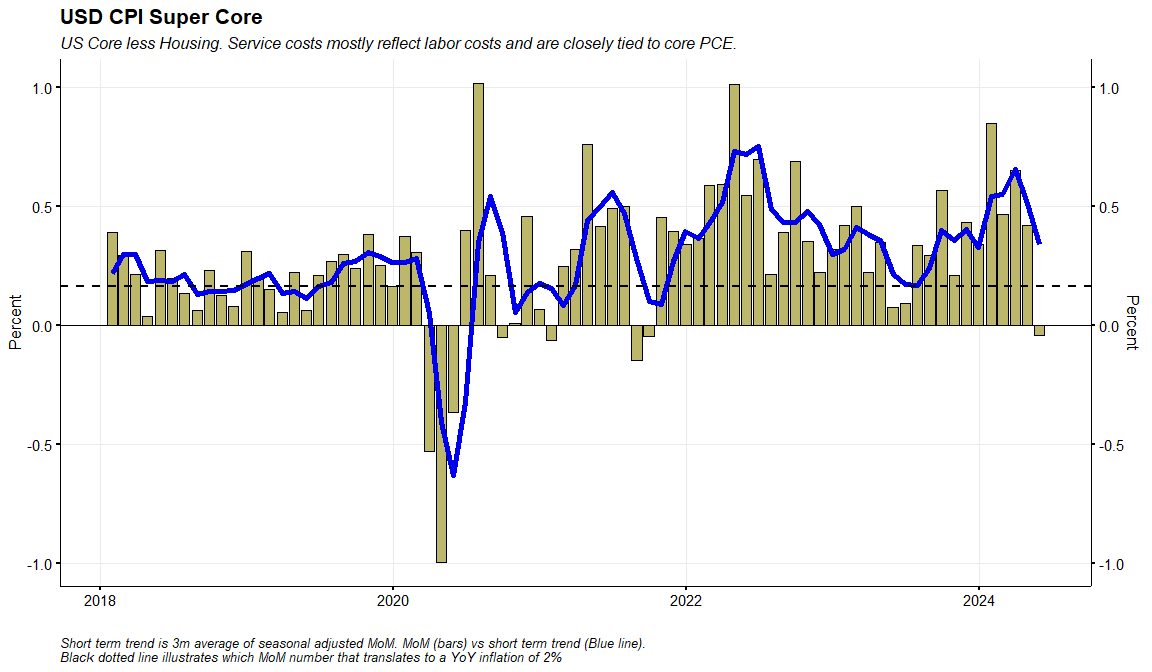 USD CPI Super Core
US Core less Housing. Service costs mostly reflect labor costs and are closely tied to core PCE.
1.0
1.0
0.5
0.5
Percent
0.0
0.0
Percent
-0.5
-0.5
-1.0
-1.0
2018
2020
2022
2024
Short term trend is 3m average of seasonal adjusted MoM. MoM (bars) vs short term trend (Blue line).
Black dotted line illustrates which MoM number that translates to a YoY inflation of 2%